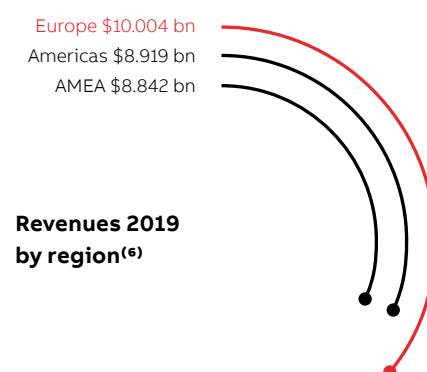 Europe $10.004 bn
Americas $8.919 bn
AMEA $8.842 bn
Revenues 2019
by region⁽⁶⁾